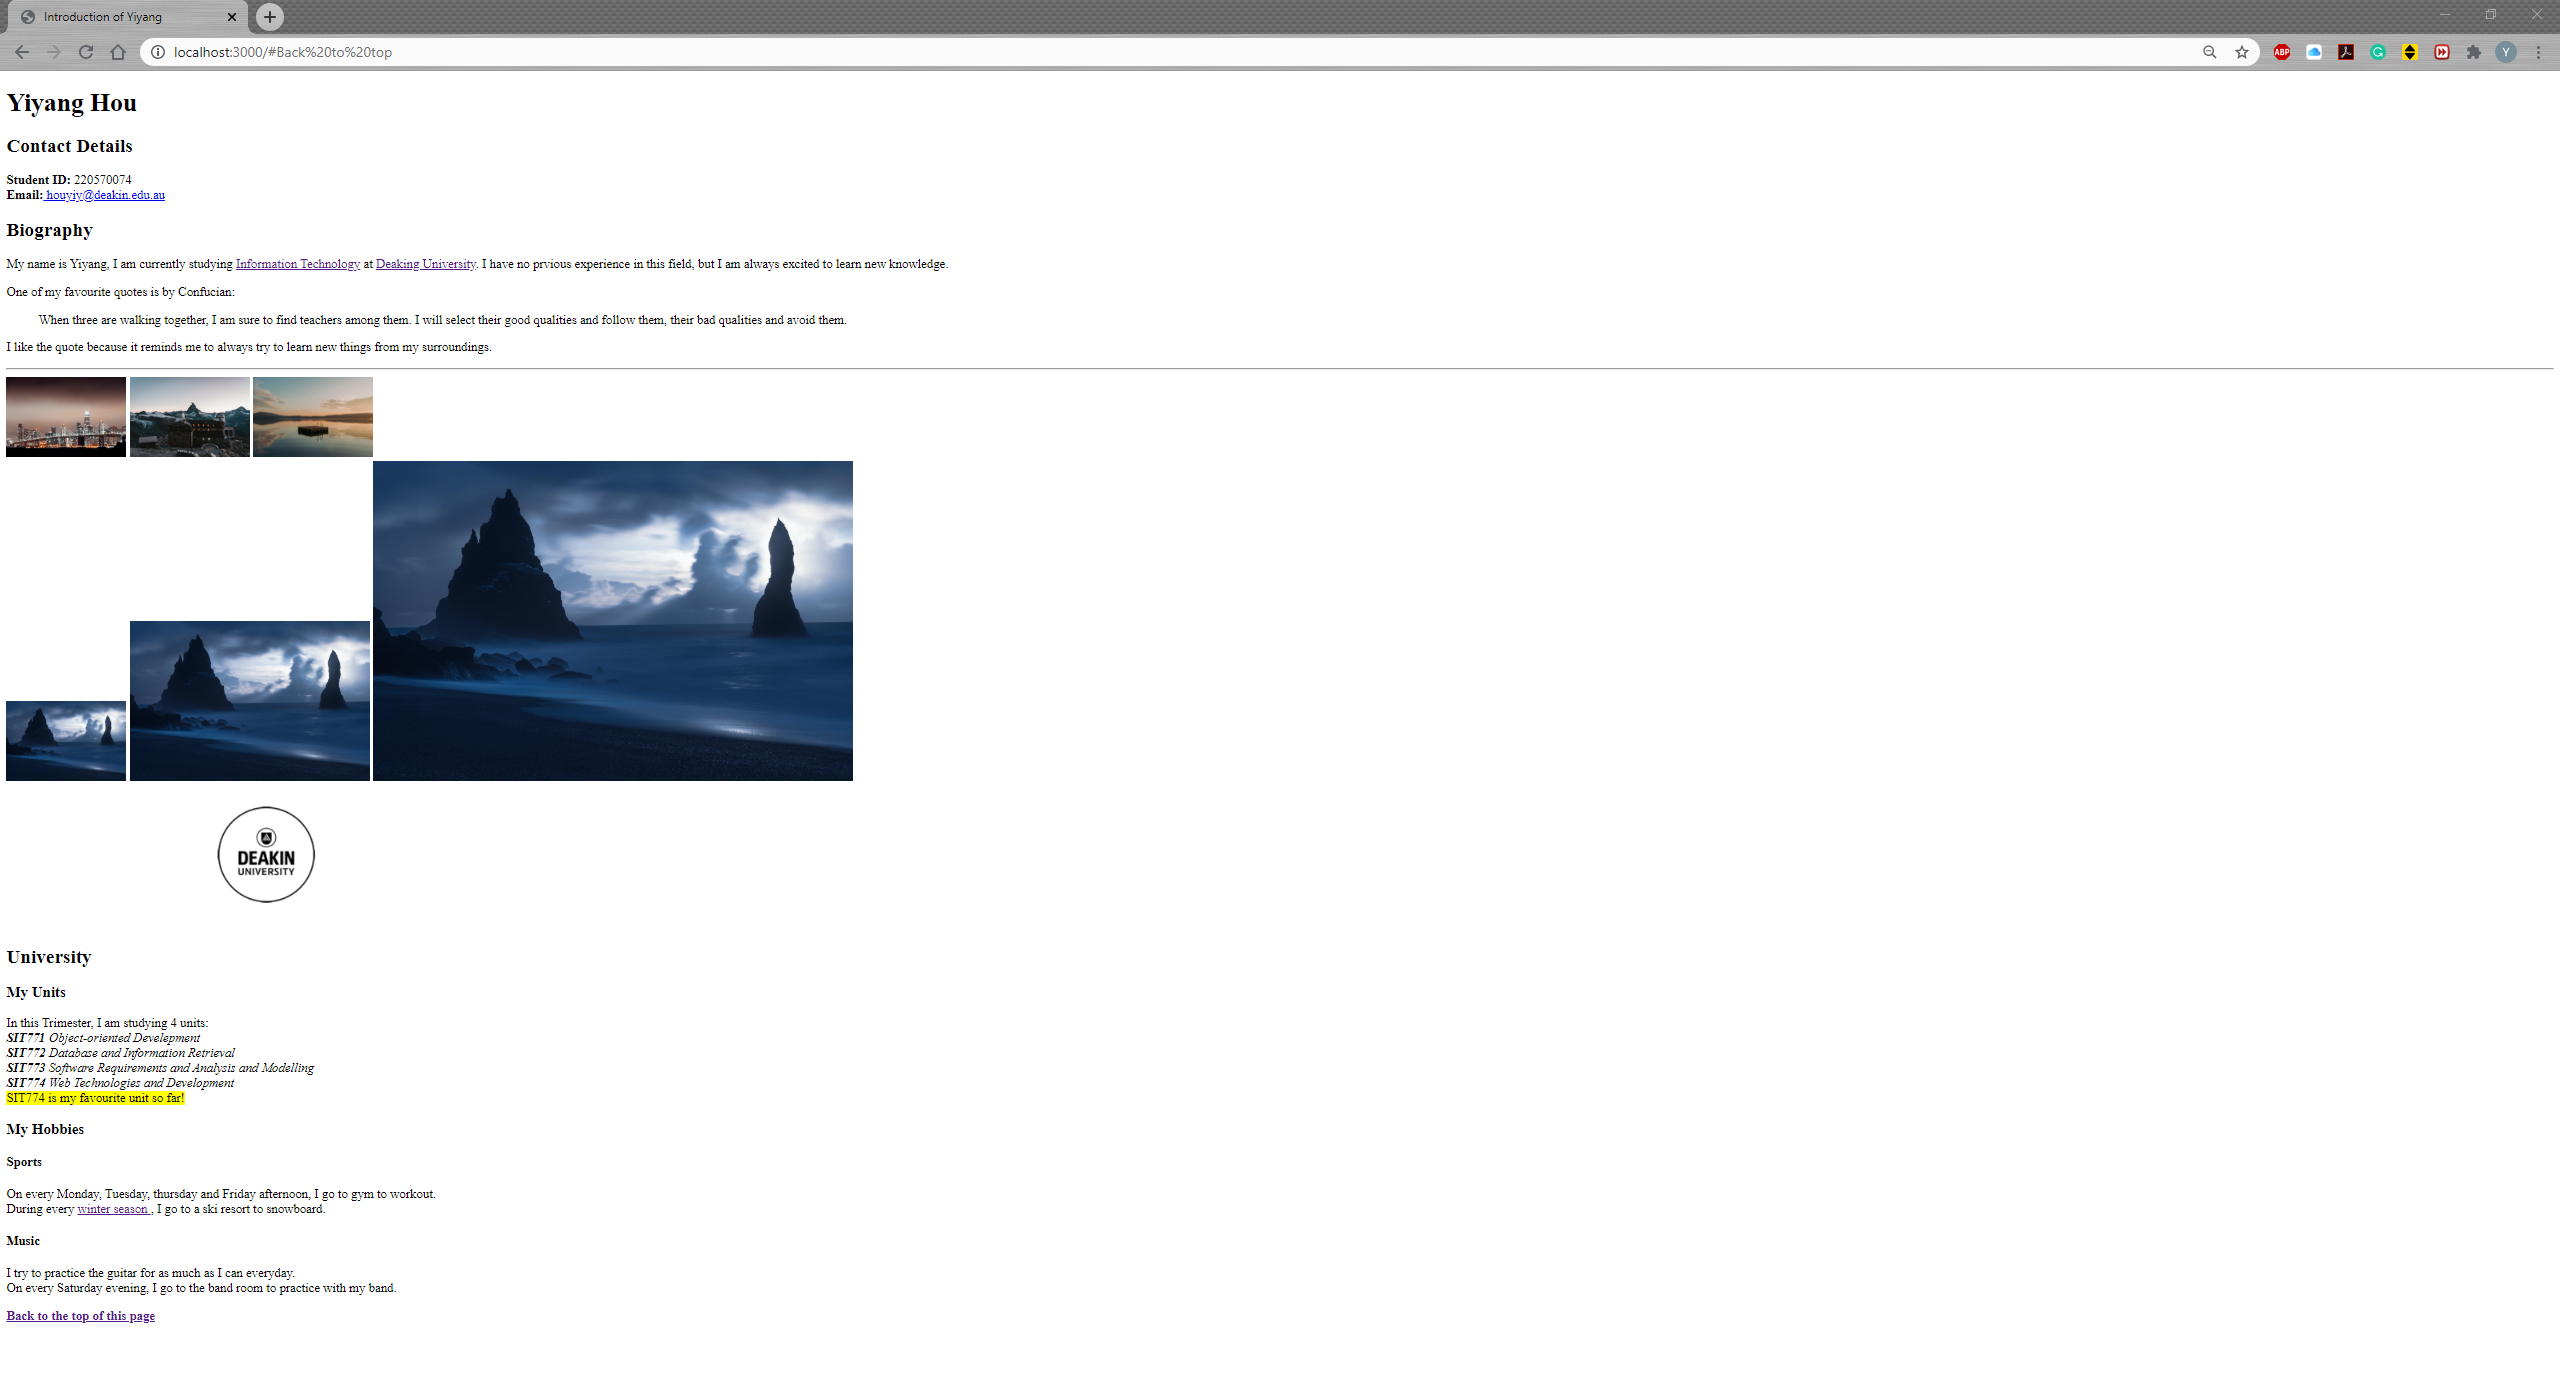 Introduction of Yiyang
localhost:3000/#Back%20to%20top
ABP
Y
Yiyang Hou
Contact Details
Student ID: 220570074
Email: houyiy@deakin.edu.au
Biography
My name is Yiyang, I am currently studying Information Technology at Deaking University. I have no prvious experience in this field, but I am always excited to learn new knowledge.
One of my favourite quotes is by Confucian:
When three are walking together, I am sure to find teachers among them. I will select their good qualities and follow them, their bad qualities and avoid them.
I like the quote because it reminds me to always try to learn new things from my surroundings.
DEAKIN
UNIVERSITY
University
My Units
In this Trimester, I am studying 4 units:
SIT771 Object-oriented Develepment
SIT772 Database and Information Retrieval
SIT773 Software Requirements and Analysis and Modelling
SIT774 Web Technologies and Development
SIT774 is my favourite unit so far!
My Hobbies
Sports
On every Monday, Tuesday, thursday and Friday afternoon, I go to gym to workout.
During every winter season , I go to a ski resort to snowboard.
Music
I try to practice the guitar for as much as I can everyday.
On every Saturday evening, I go to the band room to practice with my band.
Back to the top of this page